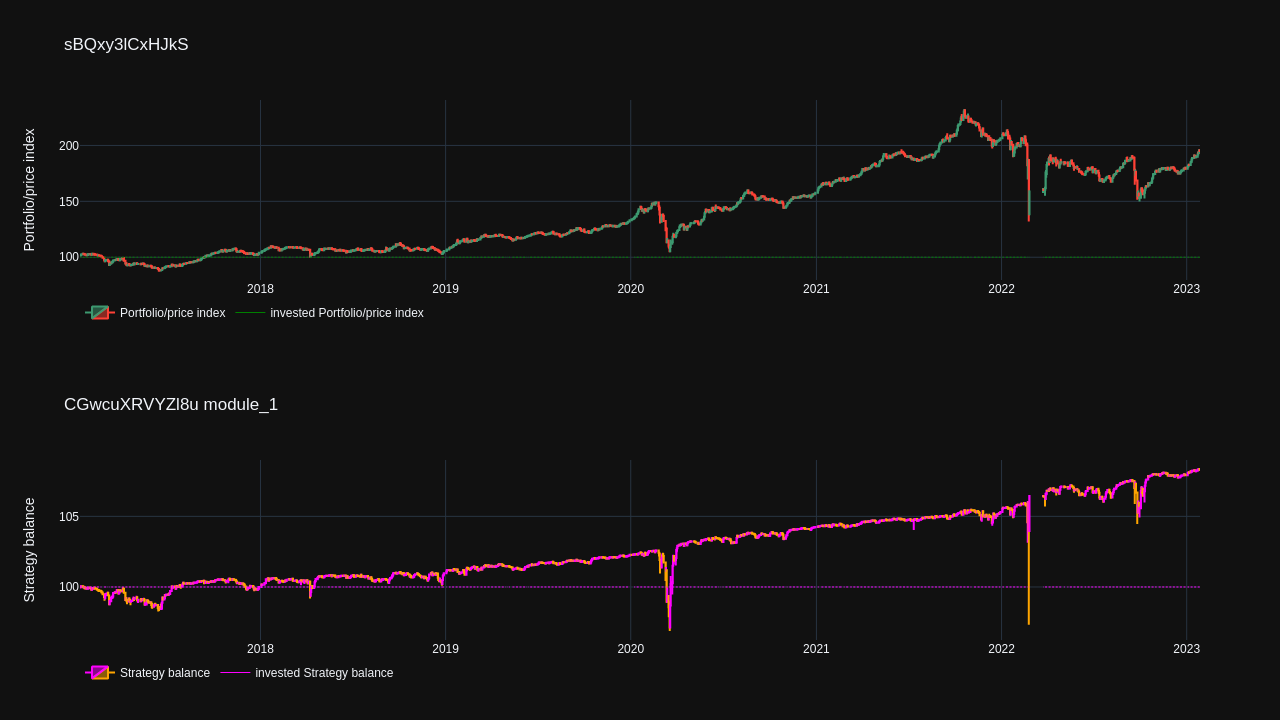 sBQxy3lCxHJkS
Portfolio/price index
200
150
100
2018
2019
2020
2021
2022
2023
Portfolio/price index
invested Portfolio/price index
CGwcuXRVYZl8u module_1
Strategy balance
105
100
2018
2019
2020
2021
2022
2023
Strategy balance
invested Strategy balance